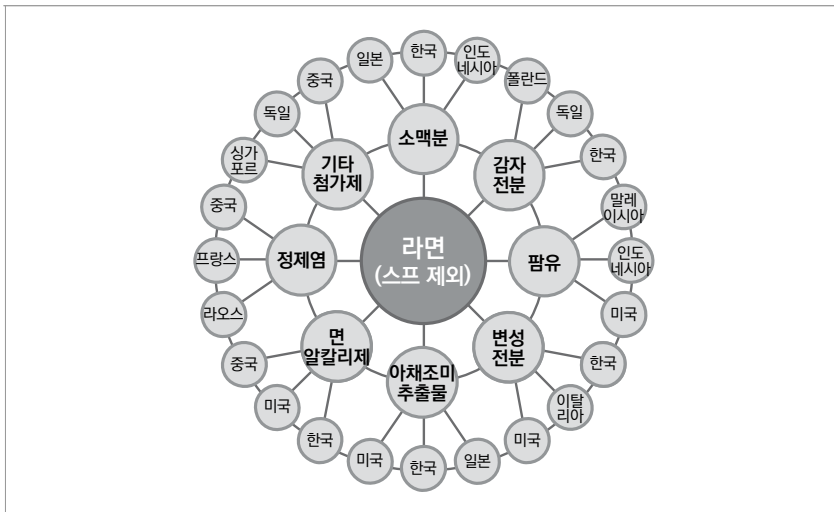 라면
(스프 제외)
소맥분
일본
한국
인도
네시아
감자
전분
폴란드
독일
한국
팜유
말레
이시아
인도
네시아
미국
변성
전분
한국
이탈
리아
미국
아채조미
추출물
일본
한국
미국
면
알칼리제
한국
미국
중국
정제염
라오스
프랑스
중국
기타
첨가제
싱가
포르
독일
중국